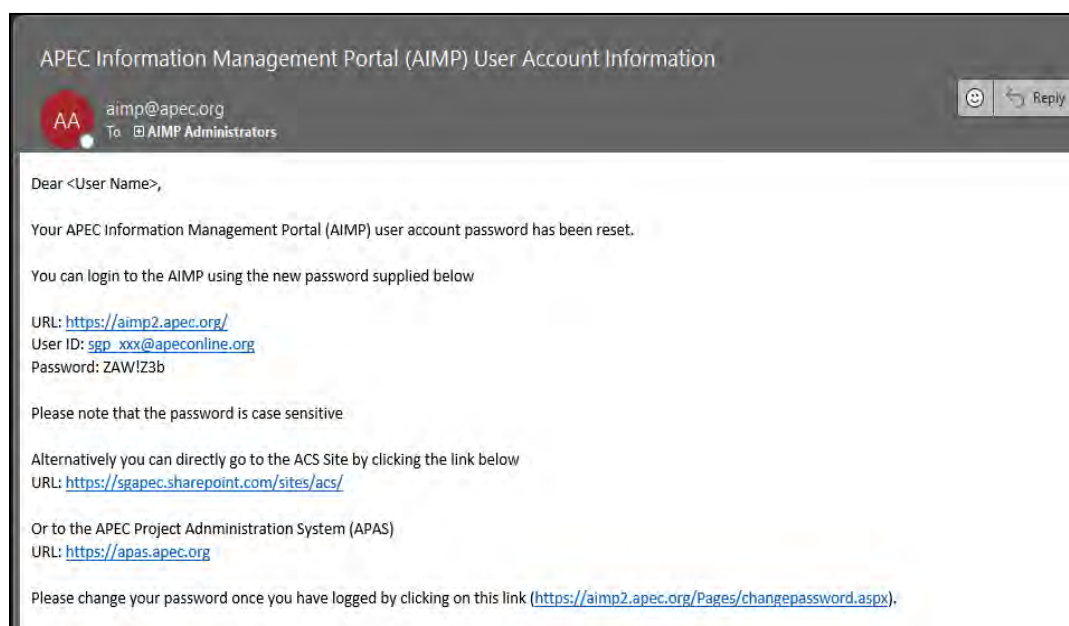 APEC Information Management Portal (AIMP) User Account Information
AA
aimp@apec.org
Reply
To AIMP Administrators
Dear <User Name>,
Your APEC Information Management Portal (AIMP) user account password has been reset.
You can login to the AIMP using the new password supplied below
URL: https://aimp2.apec.org/
User ID: sgp_xxx@apeconline.org
Password: ZAW!Z3b
Please note that the password is case sensitive
Alternatively you can directly go to the ACS Site by clicking the link below
URL: https://sgapec.sharepoint.com/sites/acs/
Or to the APEC Project Adnministration System (APAS)
URL: https://apas.apec.org
Please change your password once you have logged by clicking on this link (https://aimp2.apec.org/Pages/changepassword.aspx).